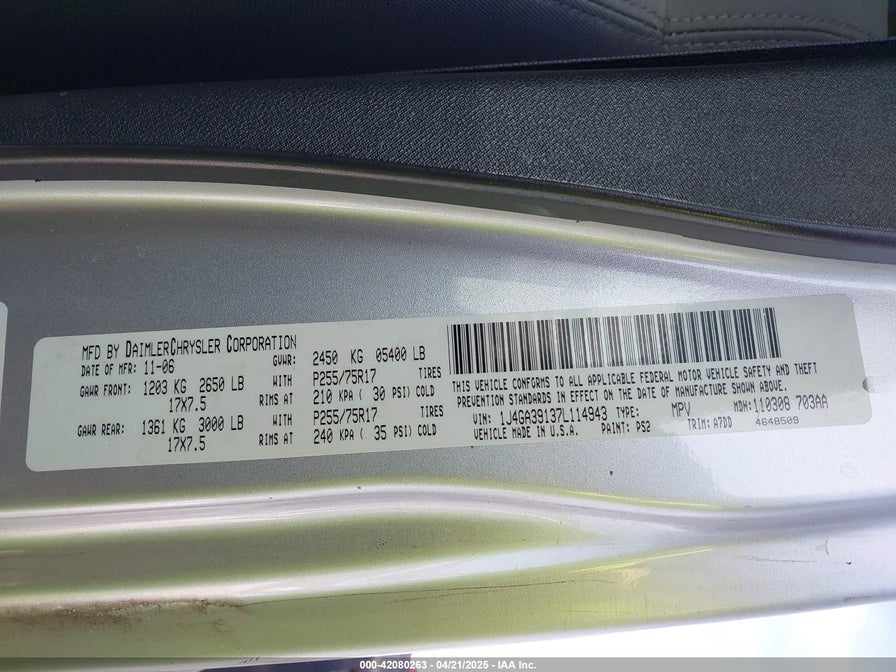 MFD BY DAIMLERCHRYSLER CORPORATION
DATE OF MFR: 11-06 GVWR: 2450 KG 05400 LB
GAWR FRONT: 1203 KG 2650 LB WITH P255/75R17 TIRES
17X7.5 RIMS AT 210 KPA ( 30 PSI) COLD
GAWR REAR: 1361 KG 3000 LB WITH P255/75R17 TIRES
17X7.5 RIMS AT 240 KPA ( 35 PSI) COLD
THIS VEHICLE CONFORMS TO ALL APPLICABLE FEDERAL MOTOR VEHICLE SAFETY AND THEFT
PREVENTION STANDARDS IN EFFECT ON THE DATE OF MANUFACTURE SHOWN ABOVE.
VIN: 1J4GA39137L114943 TYPE: MPV MDH: 110308 703AA
VEHICLE MADE IN U.S.A. PAINT: PS2 TRIM: A7DD 4648509
000-42080263 - 04/21/2025 - IAA Inc.